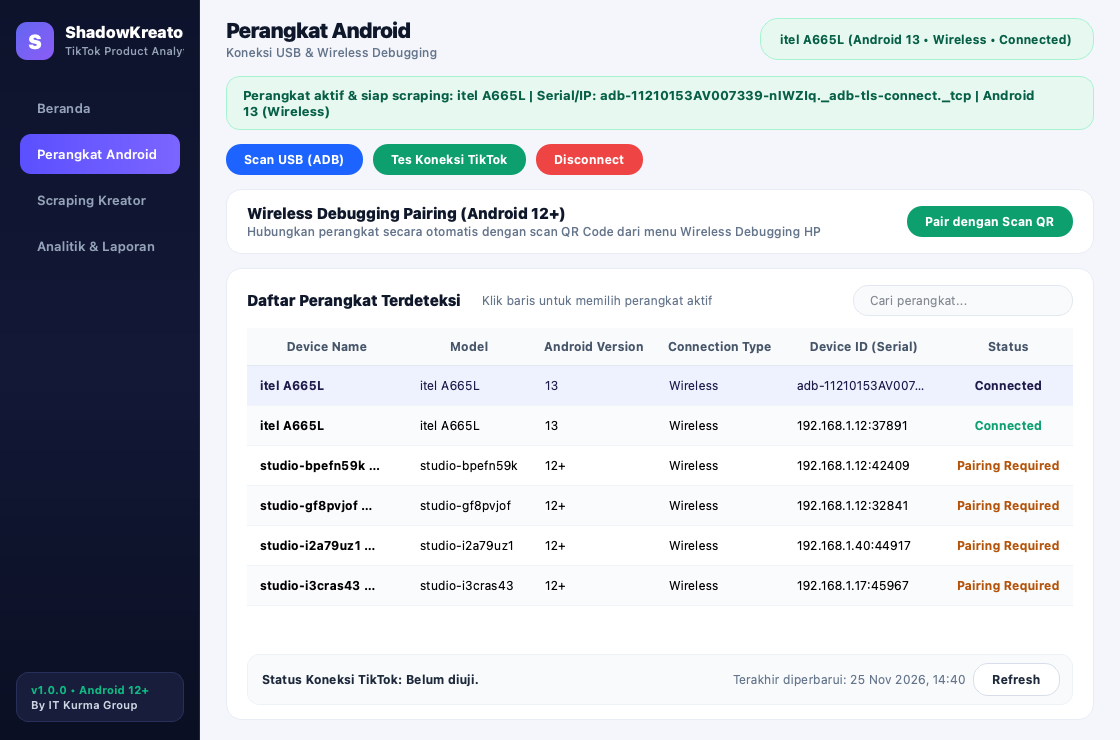 S
ShadowKreato
TikTok Product Analy
Beranda
Perangkat Android
Scraping Kreator
Analitik & Laporan
v1.0.0 • Android 12+
By IT Kurma Group
Perangkat Android
Koneksi USB & Wireless Debugging
itel A665L (Android 13 • Wireless • Connected)
Perangkat aktif & siap scraping: itel A665L | Serial/IP: adb-11210153AV007339-nIWZIq._adb-tls-connect._tcp | Android
13 (Wireless)
Scan USB (ADB) Tes Koneksi TikTok Disconnect
Wireless Debugging Pairing (Android 12+)
Hubungkan perangkat secara otomatis dengan scan QR Code dari menu Wireless Debugging HP
Pair dengan Scan QR
Daftar Perangkat Terdeteksi Klik baris untuk memilih perangkat aktif Cari perangkat...
Device Name Model Android Version Connection Type Device ID (Serial) Status
itel A665L itel A665L 13 Wireless adb-11210153AV007... Connected
itel A665L itel A665L 13 Wireless 192.168.1.12:37891 Connected
studio-bpefn59k ... studio-bpefn59k 12+ Wireless 192.168.1.12:42409 Pairing Required
studio-gf8pvjof ... studio-gf8pvjof 12+ Wireless 192.168.1.12:32841 Pairing Required
studio-i2a79uz1 ... studio-i2a79uz1 12+ Wireless 192.168.1.40:44917 Pairing Required
studio-i3cras43 ... studio-i3cras43 12+ Wireless 192.168.1.17:45967 Pairing Required
Status Koneksi TikTok: Belum diuji. Terakhir diperbarui: 25 Nov 2026, 14:40 Refresh